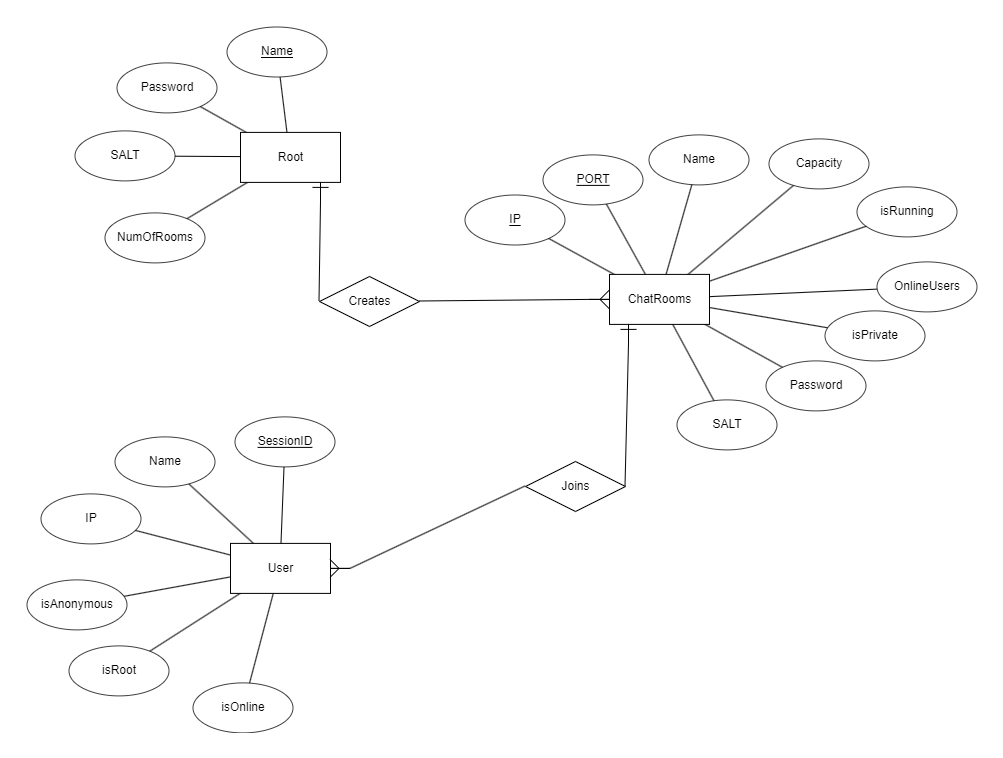 Name
Password
SALT
Root
NumOfRooms
Name
PORT
IP
Capacity
isRunning
OnlineUsers
isPrivate
Password
SALT
ChatRooms
Creates
Joins
SessionID
Name
IP
User
isAnonymous
isRoot
isOnline